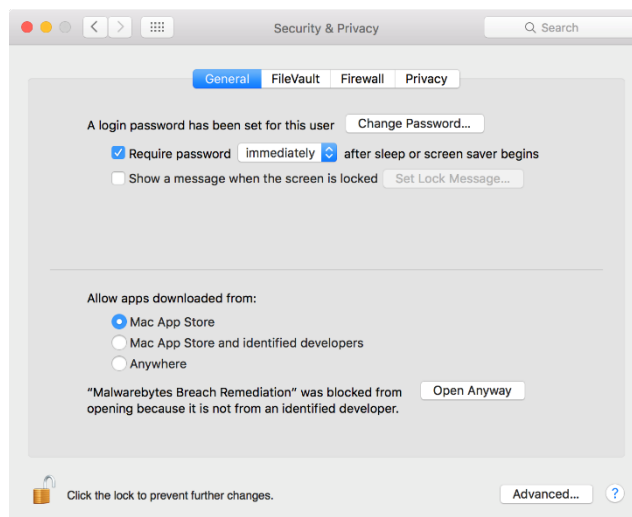 Security & Privacy
Search
General FileVault Firewall Privacy
A login password has been set for this user Change Password...
Require password immediately after sleep or screen saver begins
Show a message when the screen is locked Set Lock Message...
Allow apps downloaded from:
Mac App Store
Mac App Store and identified developers
Anywhere
“Malwarebytes Breach Remediation” was blocked from
opening because it is not from an identified developer.
Open Anyway
Click the lock to prevent further changes.
Advanced...
?